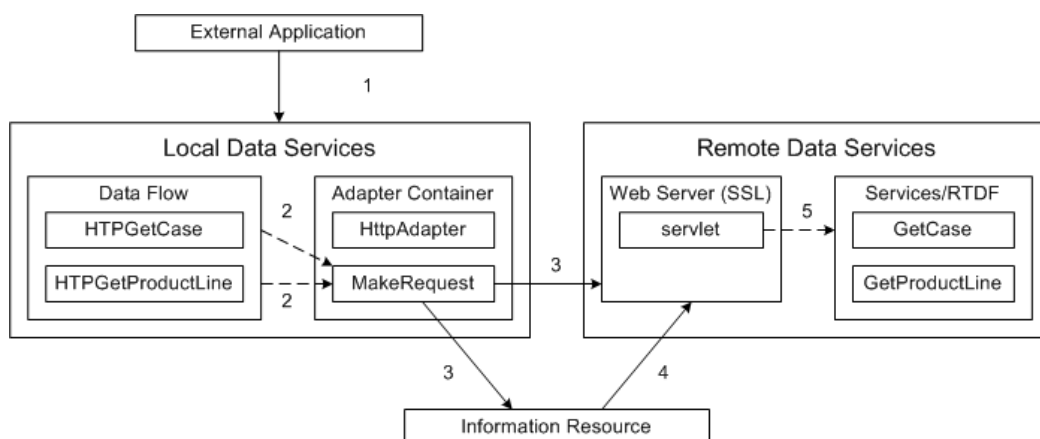 External Application
1
Local Data Services
Remote Data Services
Data Flow
Adapter Container
Web Server (SSL)
Services/RTDF
HTPGetCase
2
HttpAdapter
servlet
5
GetCase
HTPGetProductLine
2
MakeRequest
3
GetProductLine
3
4
Information Resource